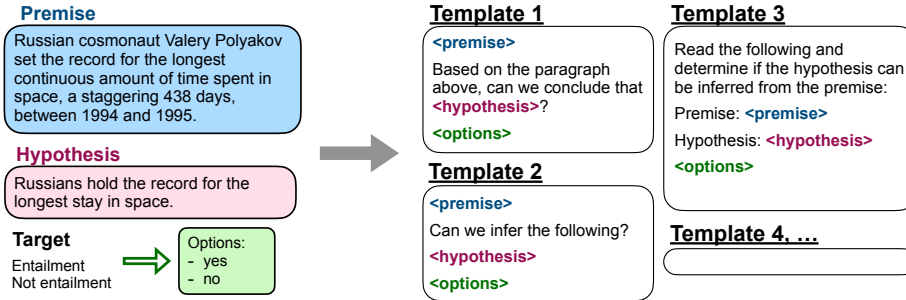 Premise
Russian cosmonaut Valery Polyakov
set the record for the longest
continuous amount of time spent in
space, a staggering 438 days,
between 1994 and 1995.
Hypothesis
Russians hold the record for the
longest stay in space.
Target
Entailment
Not entailment
Options:
- yes
- no
Template 1
<premise>
Based on the paragraph
above, can we conclude that
<hypothesis>?
<options>
Template 2
<premise>
Can we infer the following?
<hypothesis>
<options>
Template 3
Read the following and
determine if the hypothesis can
be inferred from the premise:
Premise: <premise>
Hypothesis: <hypothesis>
<options>
Template 4, …